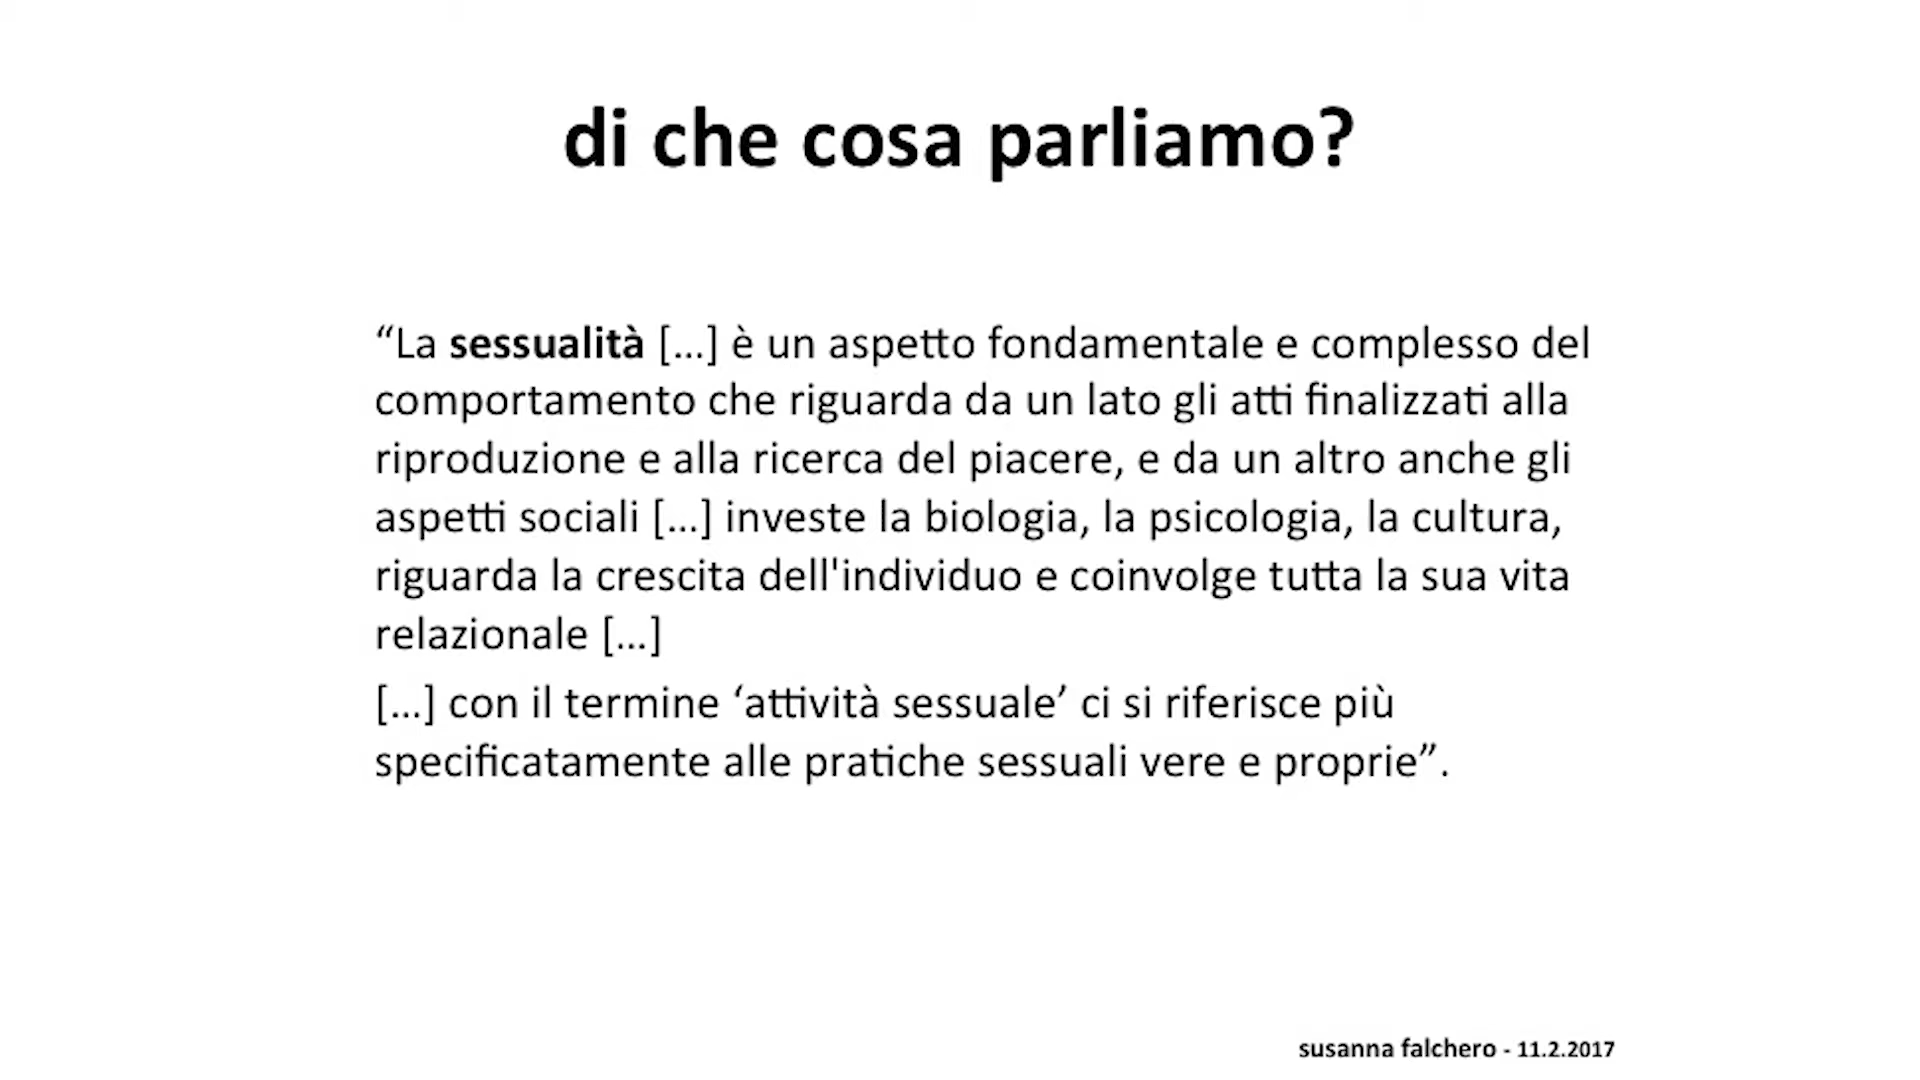 di che cosa parliamo?
“La sessualità [...] è un aspetto fondamentale e complesso del
comportamento che riguarda da un lato gli atti finalizzati alla
riproduzione e alla ricerca del piacere, e da un altro anche gli
aspetti sociali [...] investe la biologia, la psicologia, la cultura,
riguarda la crescita dell'individuo e coinvolge tutta la sua vita
relazionale [...]
[...] con il termine ‘attività sessuale’ ci si riferisce più
specificatamente alle pratiche sessuali vere e proprie”.
susanna falchero - 11.2.2017